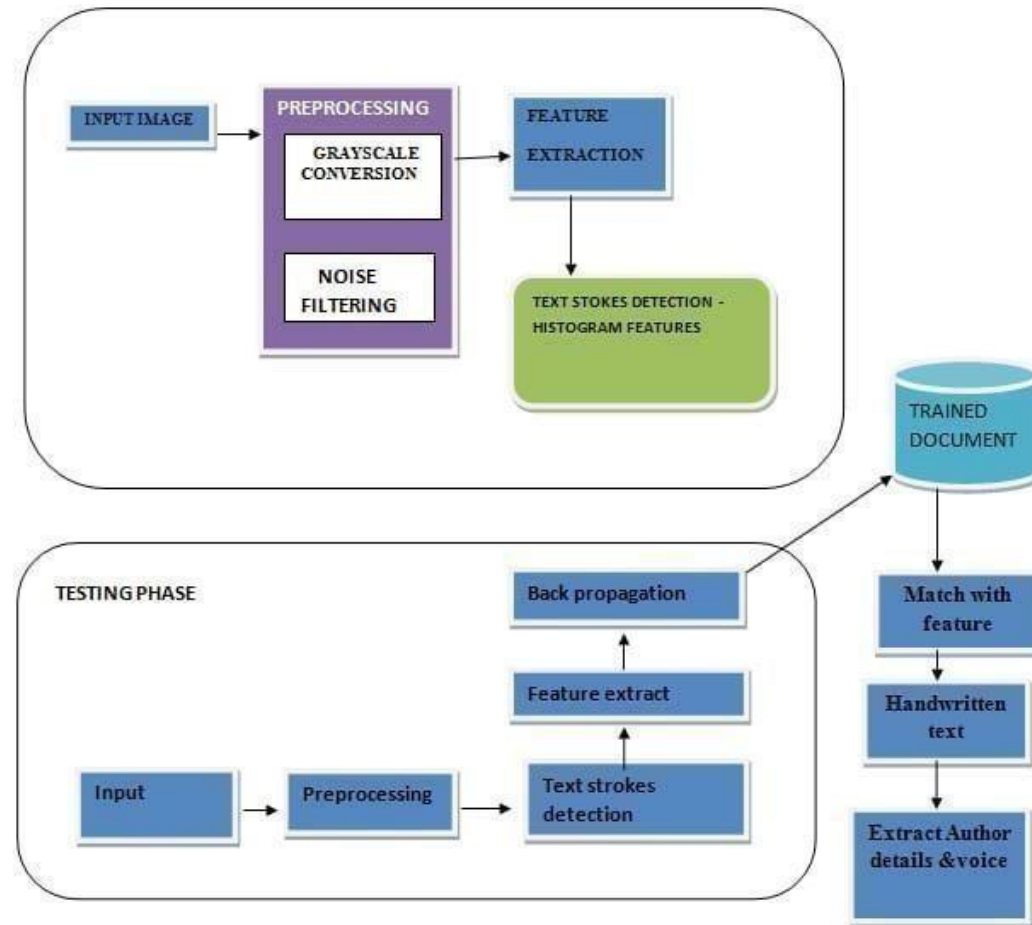 INPUT IMAGE
PREPROCESSING
GRAYSCALE
CONVERSION
NOISE
FILTERING
FEATURE
EXTRACTION
TEXT STOKES DETECTION -
HISTOGRAM FEATURES
TRAINED
DOCUMENT
TESTING PHASE
Input
Preprocessing
Text strokes
detection
Feature extract
Back propagation
Match with
feature
Handwritten
text
Extract Author
details &voice